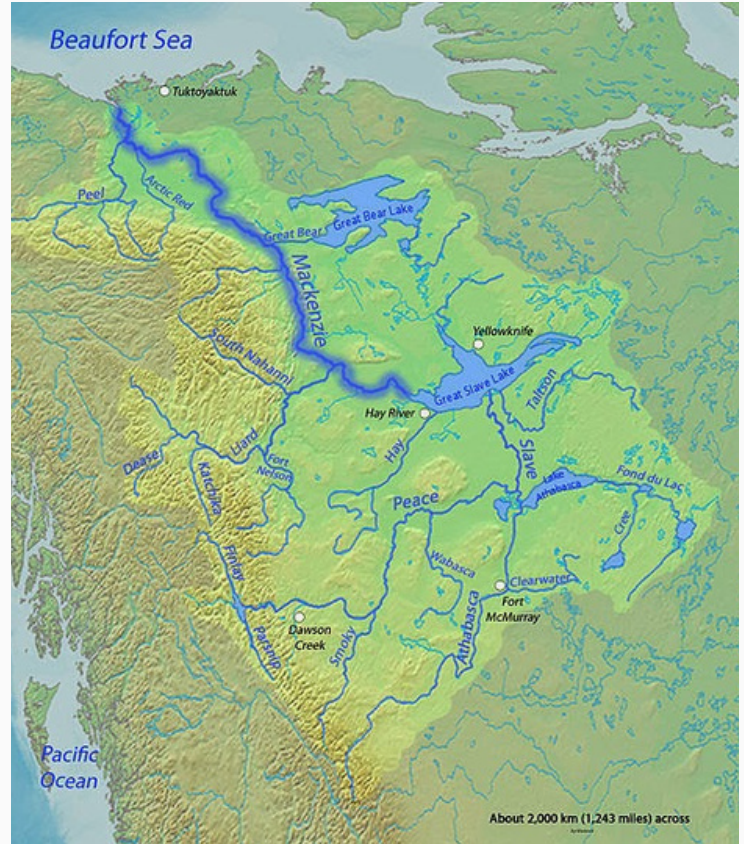 Beaufort Sea
Tuktoyaktuk
Peel
Arctic Red
Great Bear
Great Bear Lake
Mackenzie
South Nahanni
Yellowknife
Great Slave Lake
Hay River
Taltson
Liard
Hay
Slave
Dease
Fort
Nelson
Katchika
Peace
Lake
Athabasca
Fond du Lac
Cree
Finlay
Wabasca
Clearwater
Fort
McMurray
Dawson
Creek
Smoky
Parsnip
Athabasca
Pacific
Ocean
About 2,000 km (1,243 miles) across